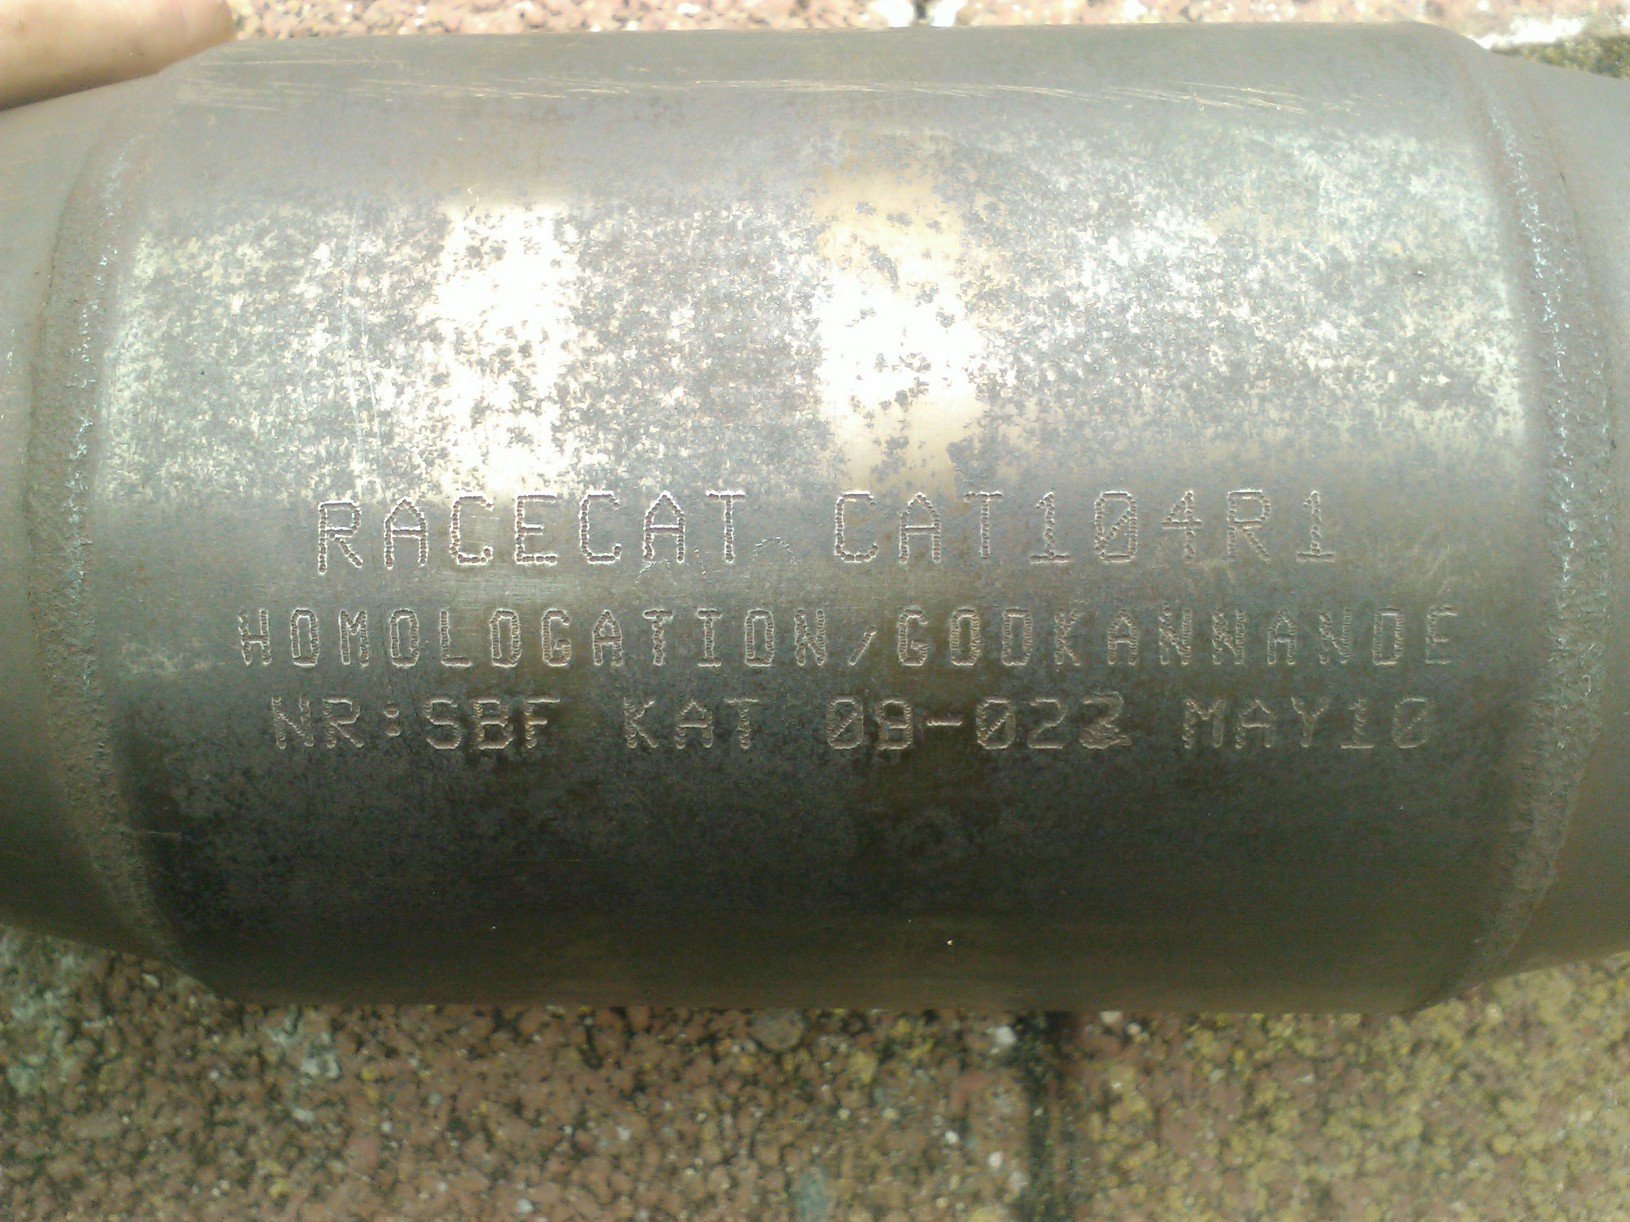 RACECAT CAT104R1
HOMOLOGATION/GODKANNANDE
NR:SBF KAT 09-022 MAY10